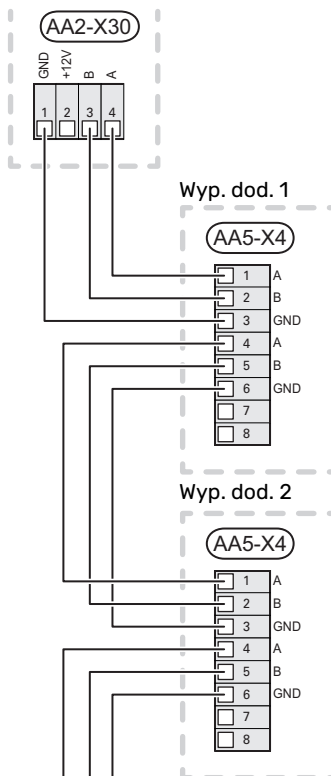 AA2-X30
GND +12V B A
1 2 3 4
Wyp. dod. 1
AA5-X4
1 A
2 B
3 GND
4 A
5 B
6 GND
7
8
Wyp. dod. 2
AA5-X4
1 A
2 B
3 GND
4 A
5 B
6 GND
7
8